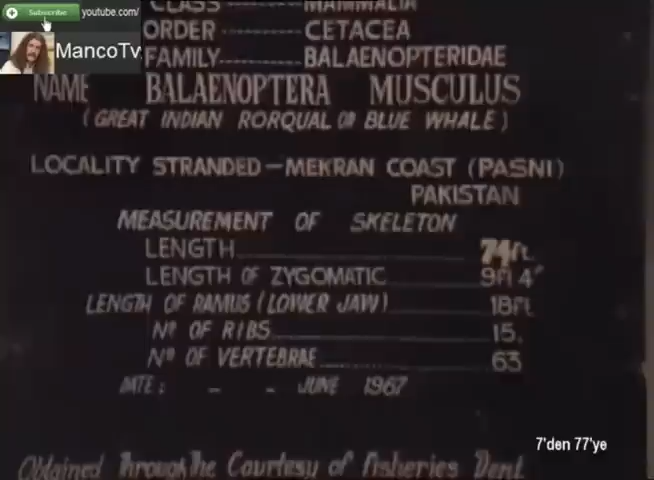 Subscribe youtube.com/
MancoTv
CLASS ---------- MAMMALIA
ORDER ---------- CETACEA
FAMILY---------- BALAENOPTERIDAE
NAME BALAENOPTERA MUSCULUS
(GREAT INDIAN RORQUAL OR BLUE WHALE)
LOCALITY STRANDED-MEKRAN COAST (PASNI)
PAKISTAN
MEASUREMENT OF SKELETON
LENGTH 74ft.
LENGTH OF ZYGOMATIC 9ft 4"
LENGTH OF RAMUS (LOWER JAW) 18ft
Nº OF RIBS 15.
Nº OF VERTEBRAE 63
DATE: - - JUNE 1967
7'den 77'ye
Obtained Through The Courtesy of Fisheries Dept